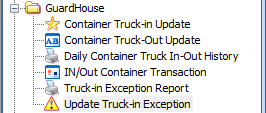 GuardHouse
Container Truck-in Update
AB Container Truck-Out Update
Daily Container Truck In-Out History
IN/Out Container Transaction
Truck-in Exception Report
Update Truck-in Exception